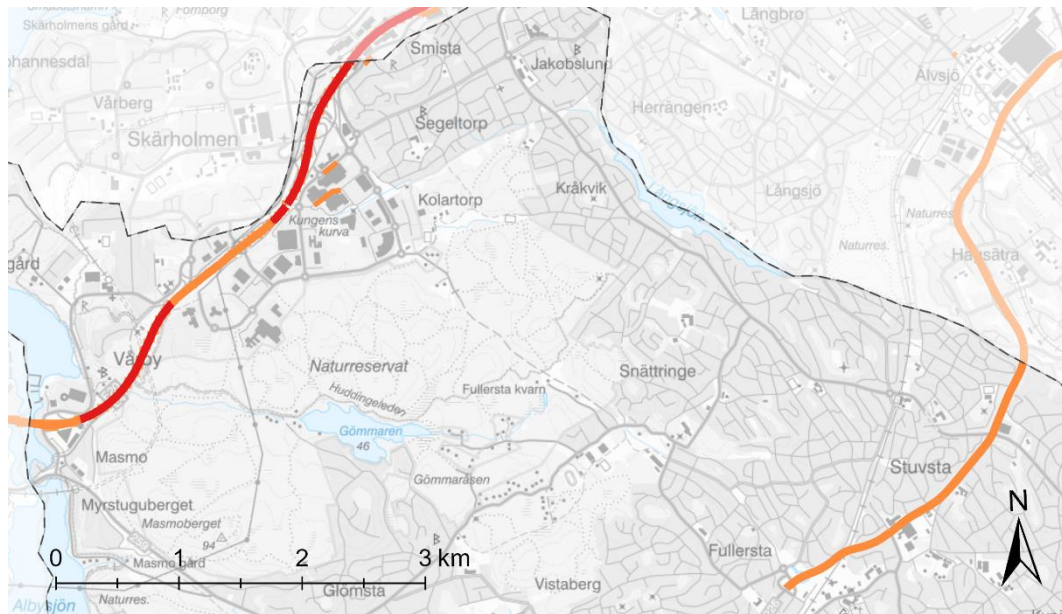 Fornborg
Skärholmens gård
Johannesdal
Vårberg
Skärholmen
Smista
Jakobslund
Långbro
Älvsjö
Herrängen
Segeltorp
Kolartorp
Kråkvik
Långsjön
Långsjö
Naturres.
Kungens
kurva
Hagsätra
Naturres.
gård
Vårby
Naturreservat
Huddingeleden
Gömmaren
46
Fullersta kvarn
Snättringe
Masmo
Gömmaråsen
Stuvsta
Myrstuguberget
Masmoberget
94
N
0
1
2
3 km
Masmo gård
Glömsta
Vistaberg
Fullersta
Albysjön
Naturres.